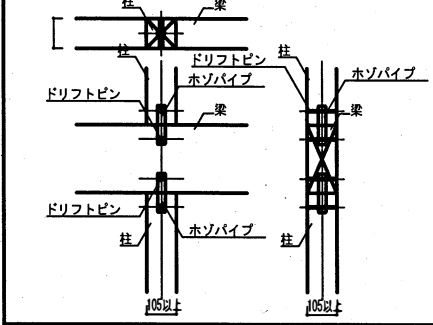 柱
梁
柱
柱
ドリフトピン
ホゾパイプ
ホゾパイプ
ドリフトピン
梁
梁
ドリフトピン
柱
ホゾパイプ
柱
105以上
105以上